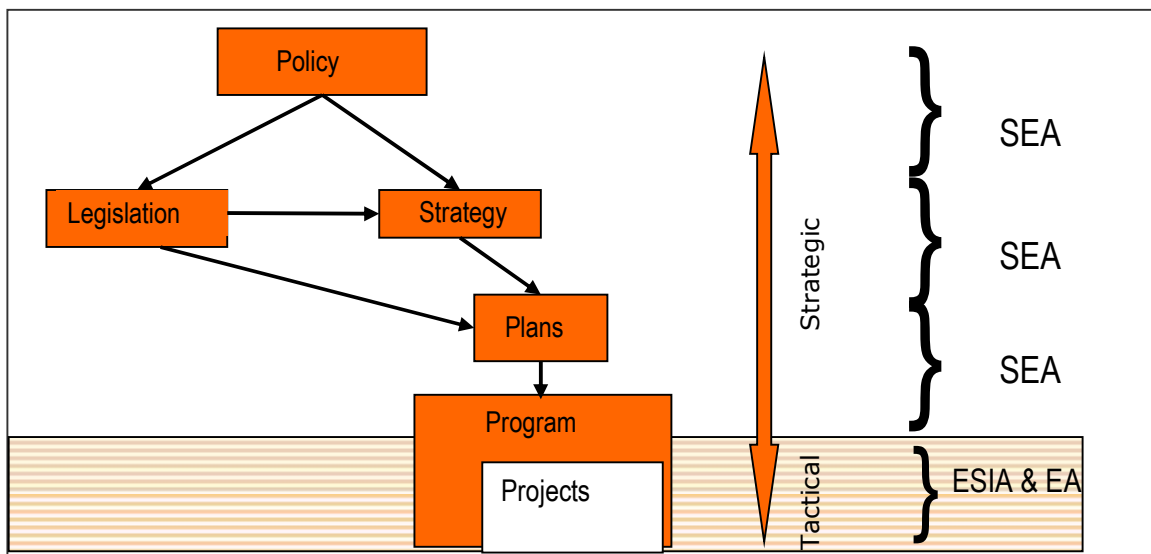 Policy
SEA
Legislation
Strategy
Strategic
SEA
Plans
SEA
Program
Tactical
ESIA & EA
Projects